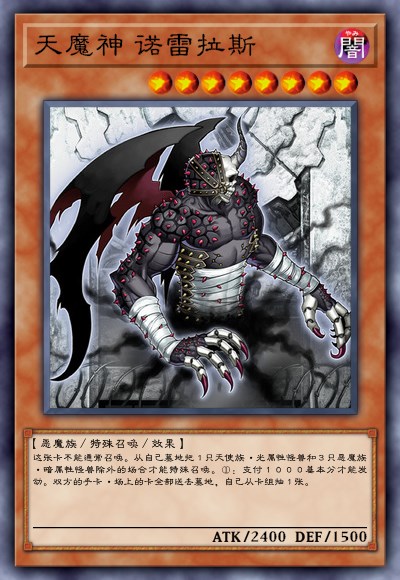 天魔神 诺雷拉斯
やみ
闇
【恶魔族／特殊召唤／效果】
这张卡不能通常召唤。从自己墓地把１只天使族·光属性怪兽和３只恶魔族
·暗属性怪兽除外的场合才能特殊召唤。①：支付１０００基本分才能发
动。双方的手卡·场上的卡全部送去墓地，自己从卡组抽１张。
ATK/2400 DEF/1500